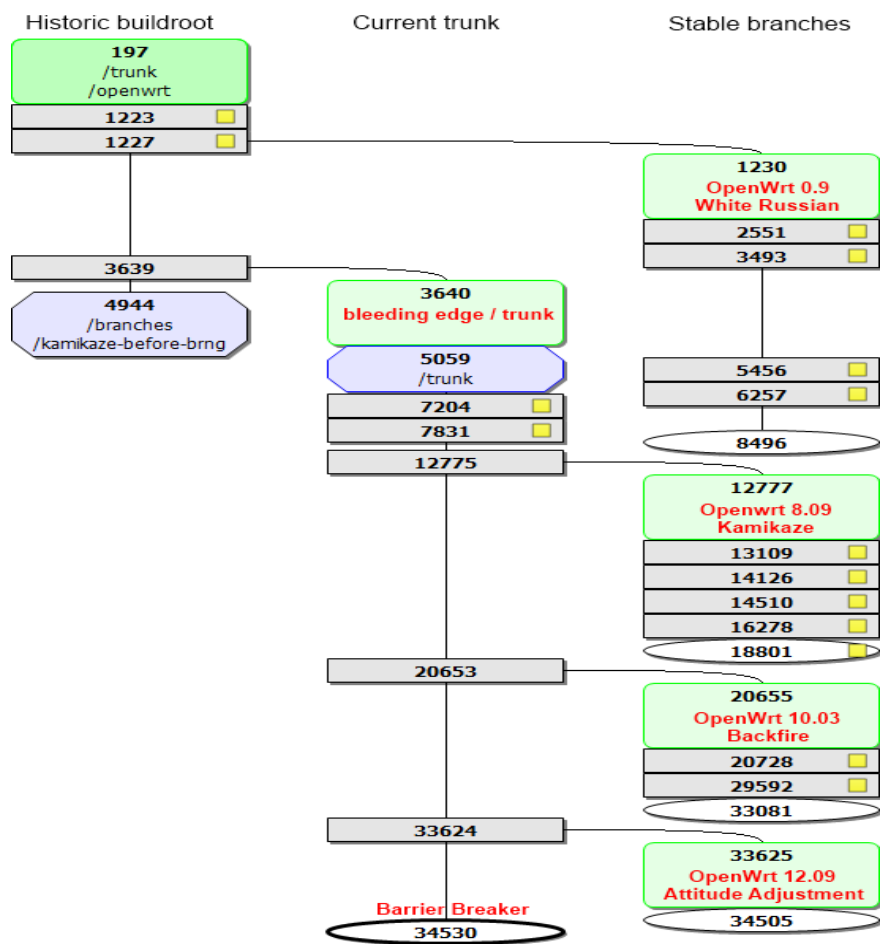 Historic buildroot
Current trunk
Stable branches
197
/trunk
/openwrt
1223
1227
1230
OpenWrt 0.9
White Russian
2551
3493
3639
3640
bleeding edge / trunk
4944
/branches
/kamikaze-before-brng
5059
/trunk
5456
6257
7204
7831
8496
12775
12777
Openwrt 8.09
Kamikaze
13109
14126
14510
16278
18801
20653
20655
OpenWrt 10.03
Backfire
20728
29592
33081
33624
33625
OpenWrt 12.09
Attitude Adjustment
Barrier Breaker
34530
34505